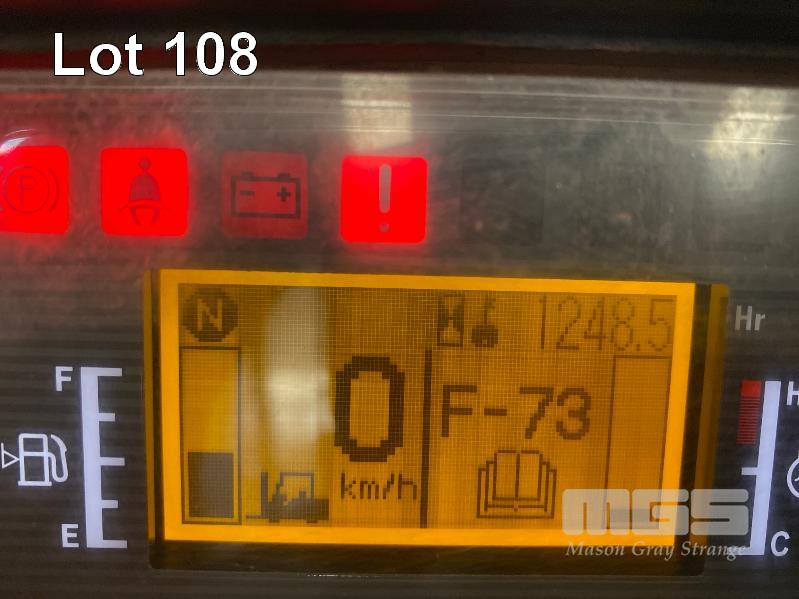 Lot 108
P
N
1248.5 Hr
F
0
F-73
H
km/h
MGS
E
Mason Gray Strange
C